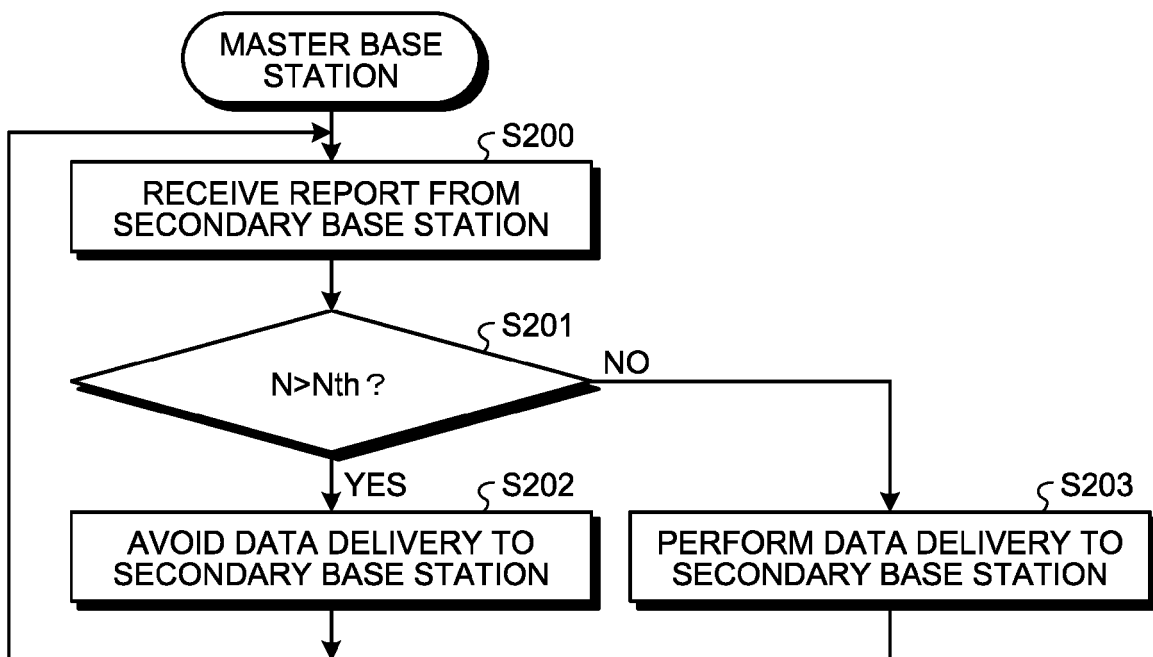 MASTER BASE
STATION
S200
RECEIVE REPORT FROM
SECONDARY BASE STATION
S201
N>Nth？
NO
YES
S202
AVOID DATA DELIVERY TO
SECONDARY BASE STATION
S203
PERFORM DATA DELIVERY TO
SECONDARY BASE STATION